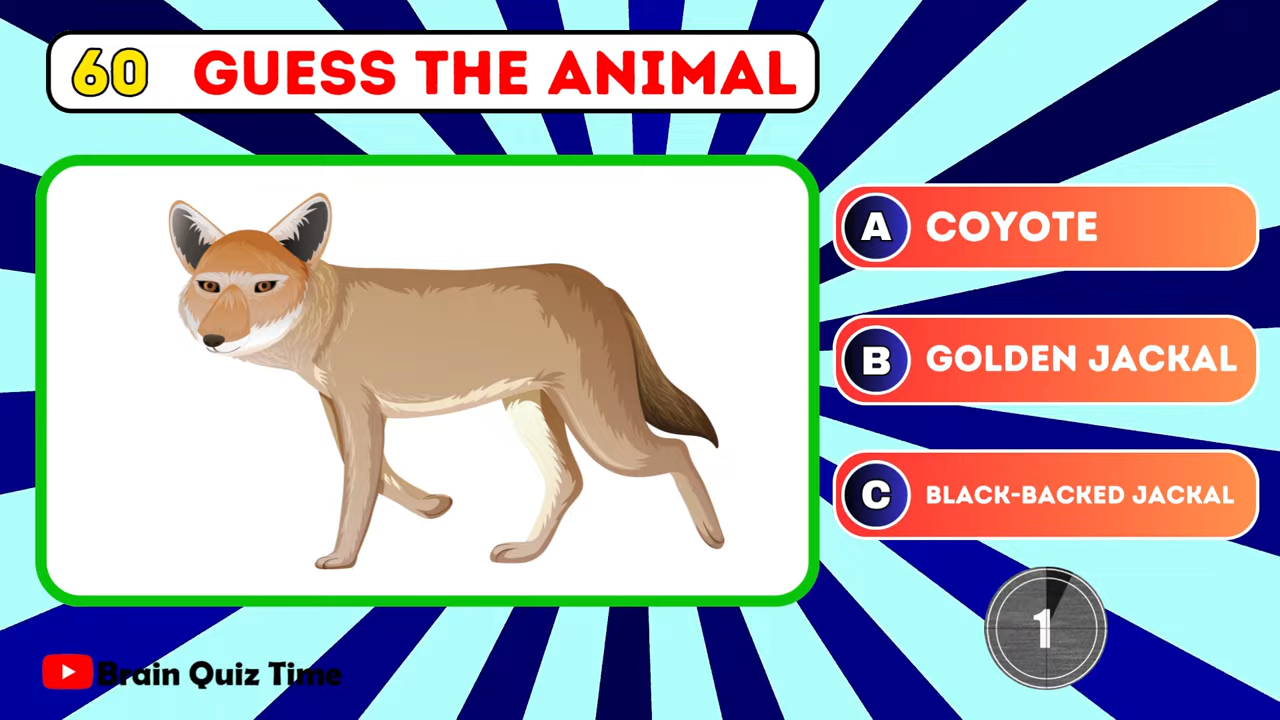 60 GUESS THE ANIMAL
A COYOTE
B GOLDEN JACKAL
C BLACK-BACKED JACKAL
1
Brain Quiz Time